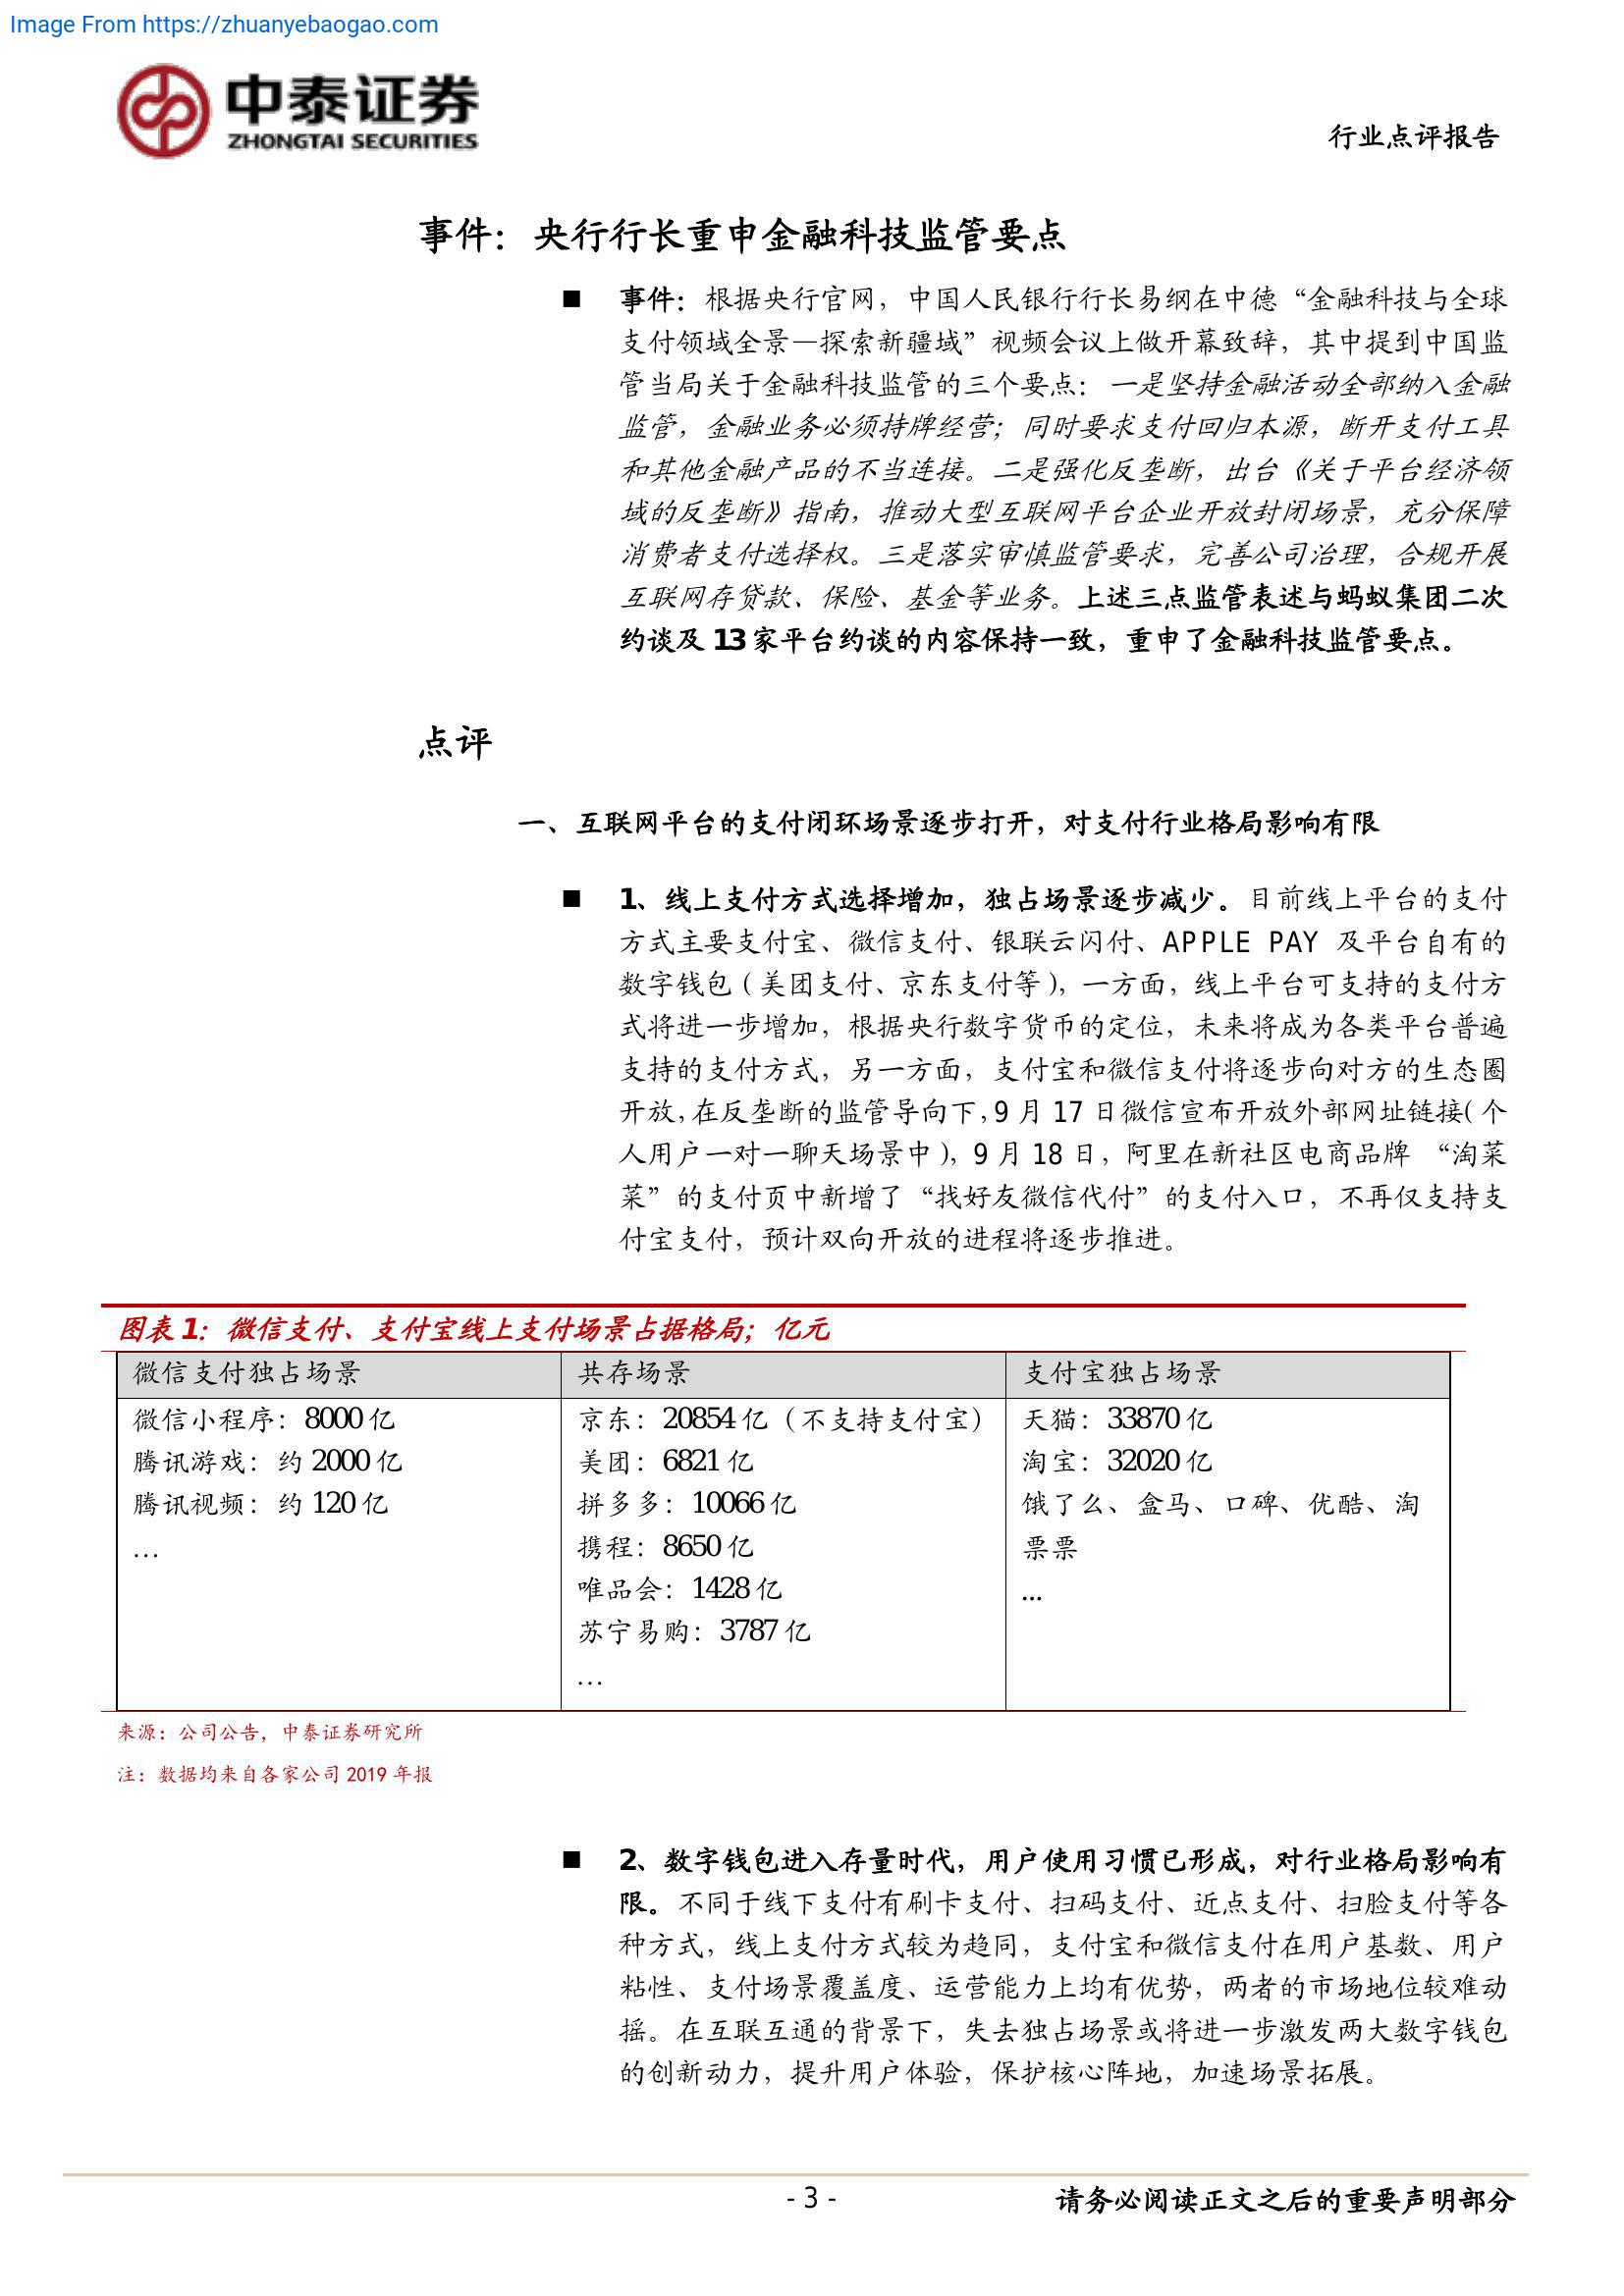 Image From https://zhuanyebaogao.com
中泰证券
ZHONGTAI SECURITIES
行业点评报告
事件：央行行长重申金融科技监管要点
■ 事件：根据央行官网，中国人民银行行长易纲在中德“金融科技与全球
支付领域全景—探索新疆域”视频会议上做开幕致辞，其中提到中国监
管当局关于金融科技监管的三个要点：一是坚持金融活动全部纳入金融
监管，金融业务必须持牌经营；同时要求支付回归本源，断开支付工具
和其他金融产品的不当连接。二是强化反垄断，出台《关于平台经济领
域的反垄断》指南，推动大型互联网平台企业开放封闭场景，充分保障
消费者支付选择权。三是落实审慎监管要求，完善公司治理，合规开展
互联网存贷款、保险、基金等业务。上述三点监管表述与蚂蚁集团二次
约谈及 13 家平台约谈的内容保持一致，重申了金融科技监管要点。
点评
一、互联网平台的支付闭环场景逐步打开，对支付行业格局影响有限
■ 1、线上支付方式选择增加，独占场景逐步减少。目前线上平台的支付
方式主要支付宝、微信支付、银联云闪付、APPLE PAY 及平台自有的
数字钱包（美团支付、京东支付等），一方面，线上平台可支持的支付方
式将进一步增加，根据央行数字货币的定位，未来将成为各类平台普遍
支持的支付方式，另一方面，支付宝和微信支付将逐步向对方的生态圈
开放，在反垄断的监管导向下，9 月 17 日微信宣布开放外部网址链接（个
人用户一对一聊天场景中），9 月 18 日，阿里在新社区电商品牌 “淘菜
菜”的支付页中新增了“找好友微信代付”的支付入口，不再仅支持支
付宝支付，预计双向开放的进程将逐步推进。
图表 1：微信支付、支付宝线上支付场景占据格局；亿元
微信支付独占场景 共存场景 支付宝独占场景
微信小程序：8000 亿 京东：20854 亿（不支持支付宝） 天猫：33870 亿
腾讯游戏：约 2000 亿 美团：6821 亿 淘宝：32020 亿
腾讯视频：约 120 亿 拼多多：10066 亿 饿了么、盒马、口碑、优酷、淘
… 携程：8650 亿 票票
唯品会：1428 亿 ...
苏宁易购：3787 亿
…
来源：公司公告，中泰证券研究所
注：数据均来自各家公司 2019 年报
■ 2、数字钱包进入存量时代，用户使用习惯已形成，对行业格局影响有
限。不同于线下支付有刷卡支付、扫码支付、近点支付、扫脸支付等各
种方式，线上支付方式较为趋同，支付宝和微信支付在用户基数、用户
粘性、支付场景覆盖度、运营能力上均有优势，两者的市场地位较难动
摇。在互联互通的背景下，失去独占场景或将进一步激发两大数字钱包
的创新动力，提升用户体验，保护核心阵地，加速场景拓展。
- 3 - 请务必阅读正文之后的重要声明部分